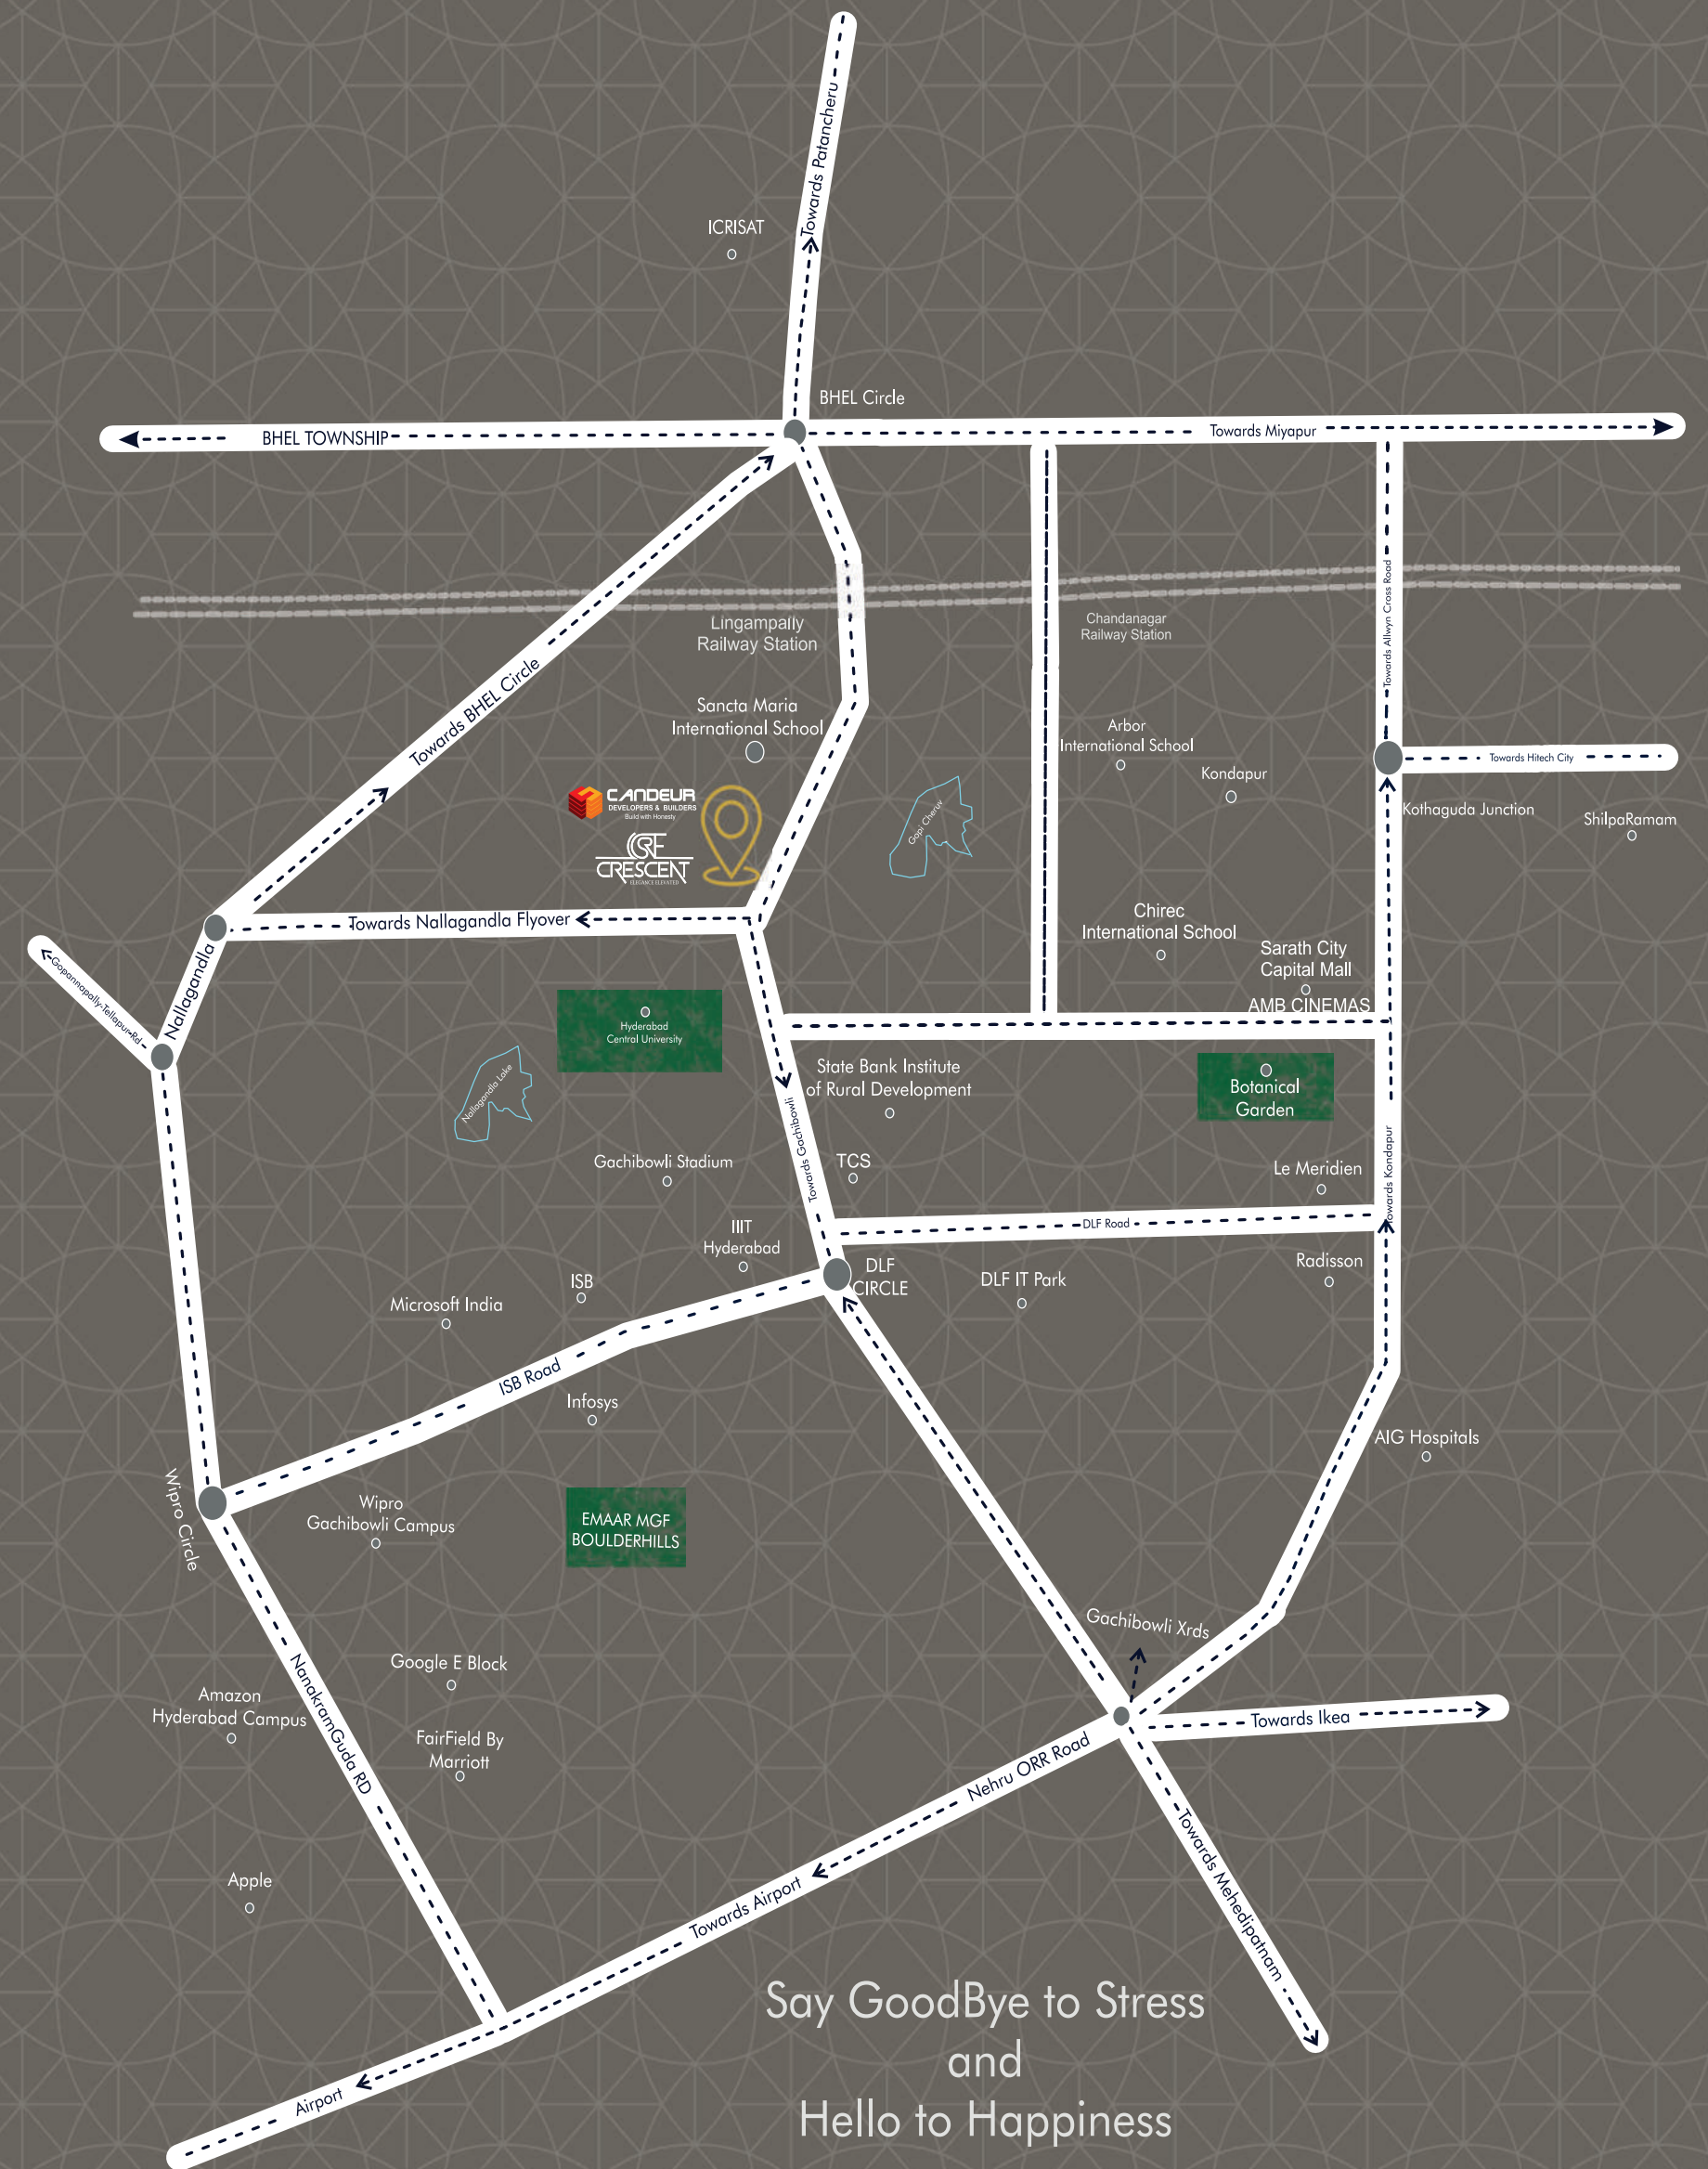 Towards Patancheru
ICRISAT
BHEL Circle
BHEL TOWNSHIP
Towards Miyapur
Lingampally
Railway Station
Chandanagar
Railway Station
Towards Allwyn Cross Road
Towards BHEL Circle
Sancta Maria
International School
Arbor
International School
Kondapur
Towards Hitech City
CANDEUR
DEVELOPERS & BUILDERS
Build with Honesty
CRE
CRESCENT
ELEGANCE ELEVATED
Gopi Cheruv
Kothaguda Junction
ShilpaRamam
Towards Nallagandla Flyover
Chirec
International School
Sarath City
Capital Mall
AMB CINEMAS
Gopannapally-Tellapur-Rd
Nallagandla
Hyderabad
Central University
Nallagandla Lake
State Bank Institute
of Rural Development
Botanical
Garden
Towards Gachibowli
Towards Kondapur
Gachibowli Stadium
TCS
Le Meridien
IIIT
Hyderabad
DLF Road
ISB
DLF
CIRCLE
DLF IT Park
Radisson
Microsoft India
ISB Road
Infosys
AIG Hospitals
Wipro Circle
Wipro
Gachibowli Campus
EMAAR MGF
BOULDERHILLS
Gachibowli Xrds
Google E Block
NanakramGuda RD
Amazon
Hyderabad Campus
FairField By
Marriott
Towards Ikea
Nehru ORR Road
Towards Mehedipatnam
Apple
Towards Airport
Airport
Say GoodBye to Stress
and
Hello to Happiness